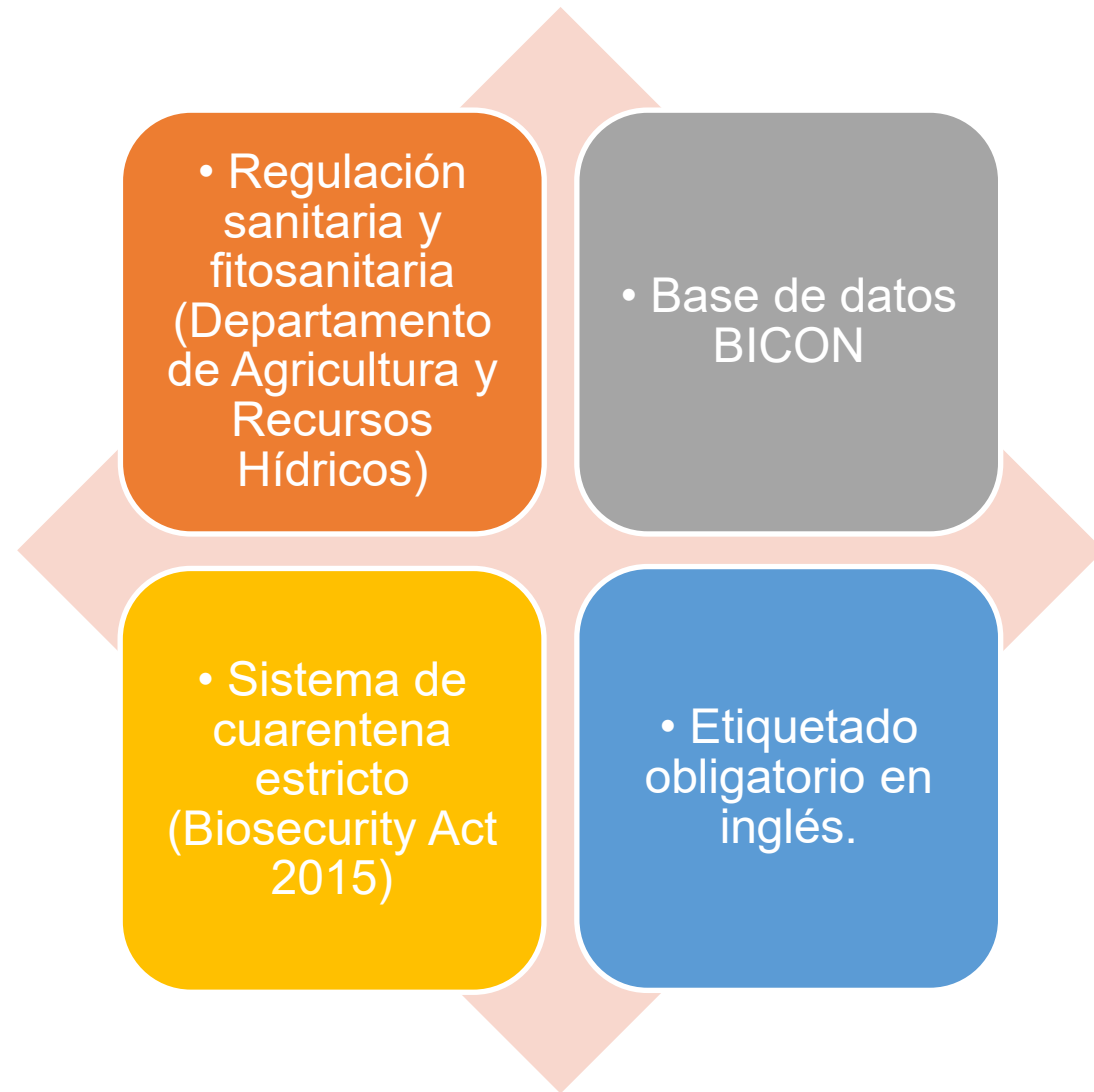 • Regulación
sanitaria y
fitosanitaria
(Departamento
de Agricultura y
Recursos
Hídricos)
• Base de datos
BICON
• Sistema de
cuarentena
estricto
(Biosecurity Act
2015)
• Etiquetado
obligatorio en
inglés.